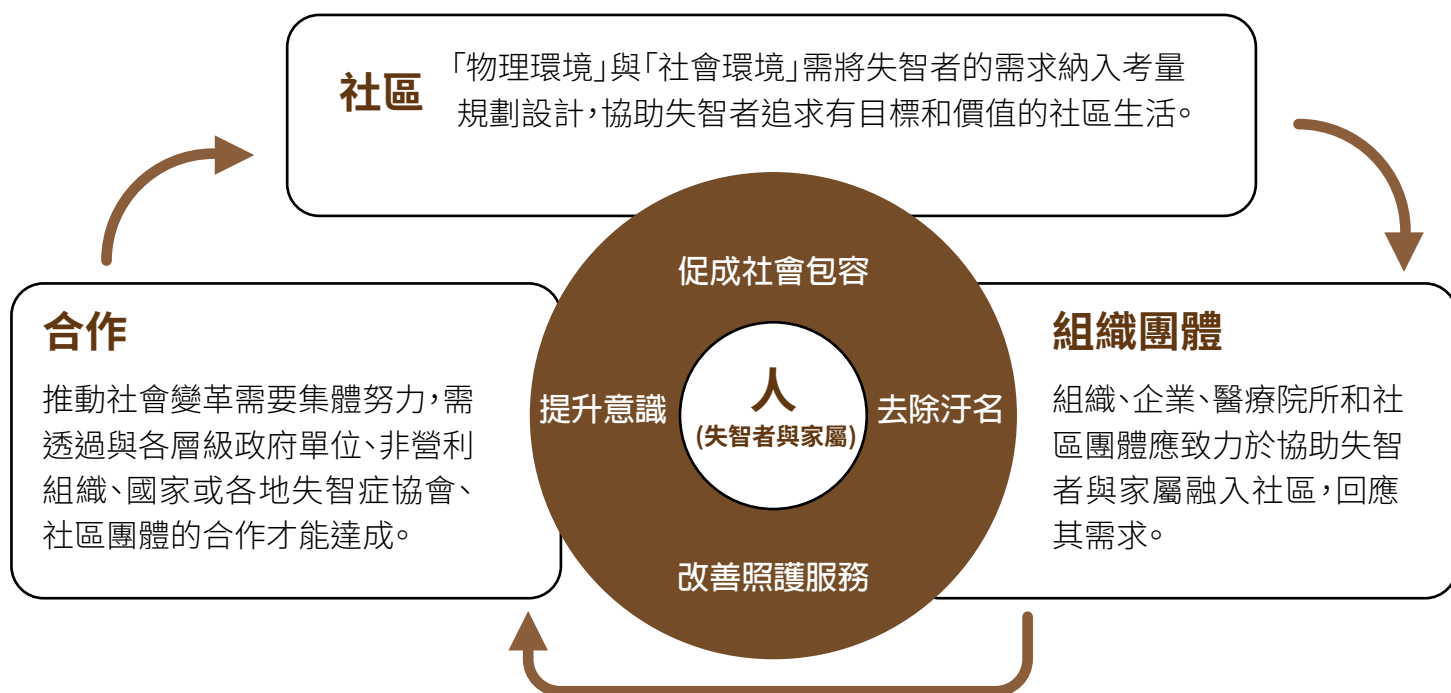 社區
「物理環境」與「社會環境」需將失智者的需求納入考量
規劃設計,協助失智者追求有目標和價值的社區生活。
促成社會包容
提升意識
人
(失智者與家屬)
去除汙名
改善照護服務
合作
推動社會變革需要集體努力,需
透過與各層級政府單位、非營利
組織、國家或各地失智症協會、
社區團體的合作才能達成。
組織團體
組織、企業、醫療院所和社
區團體應致力於協助失智
者與家屬融入社區,回應
其需求。